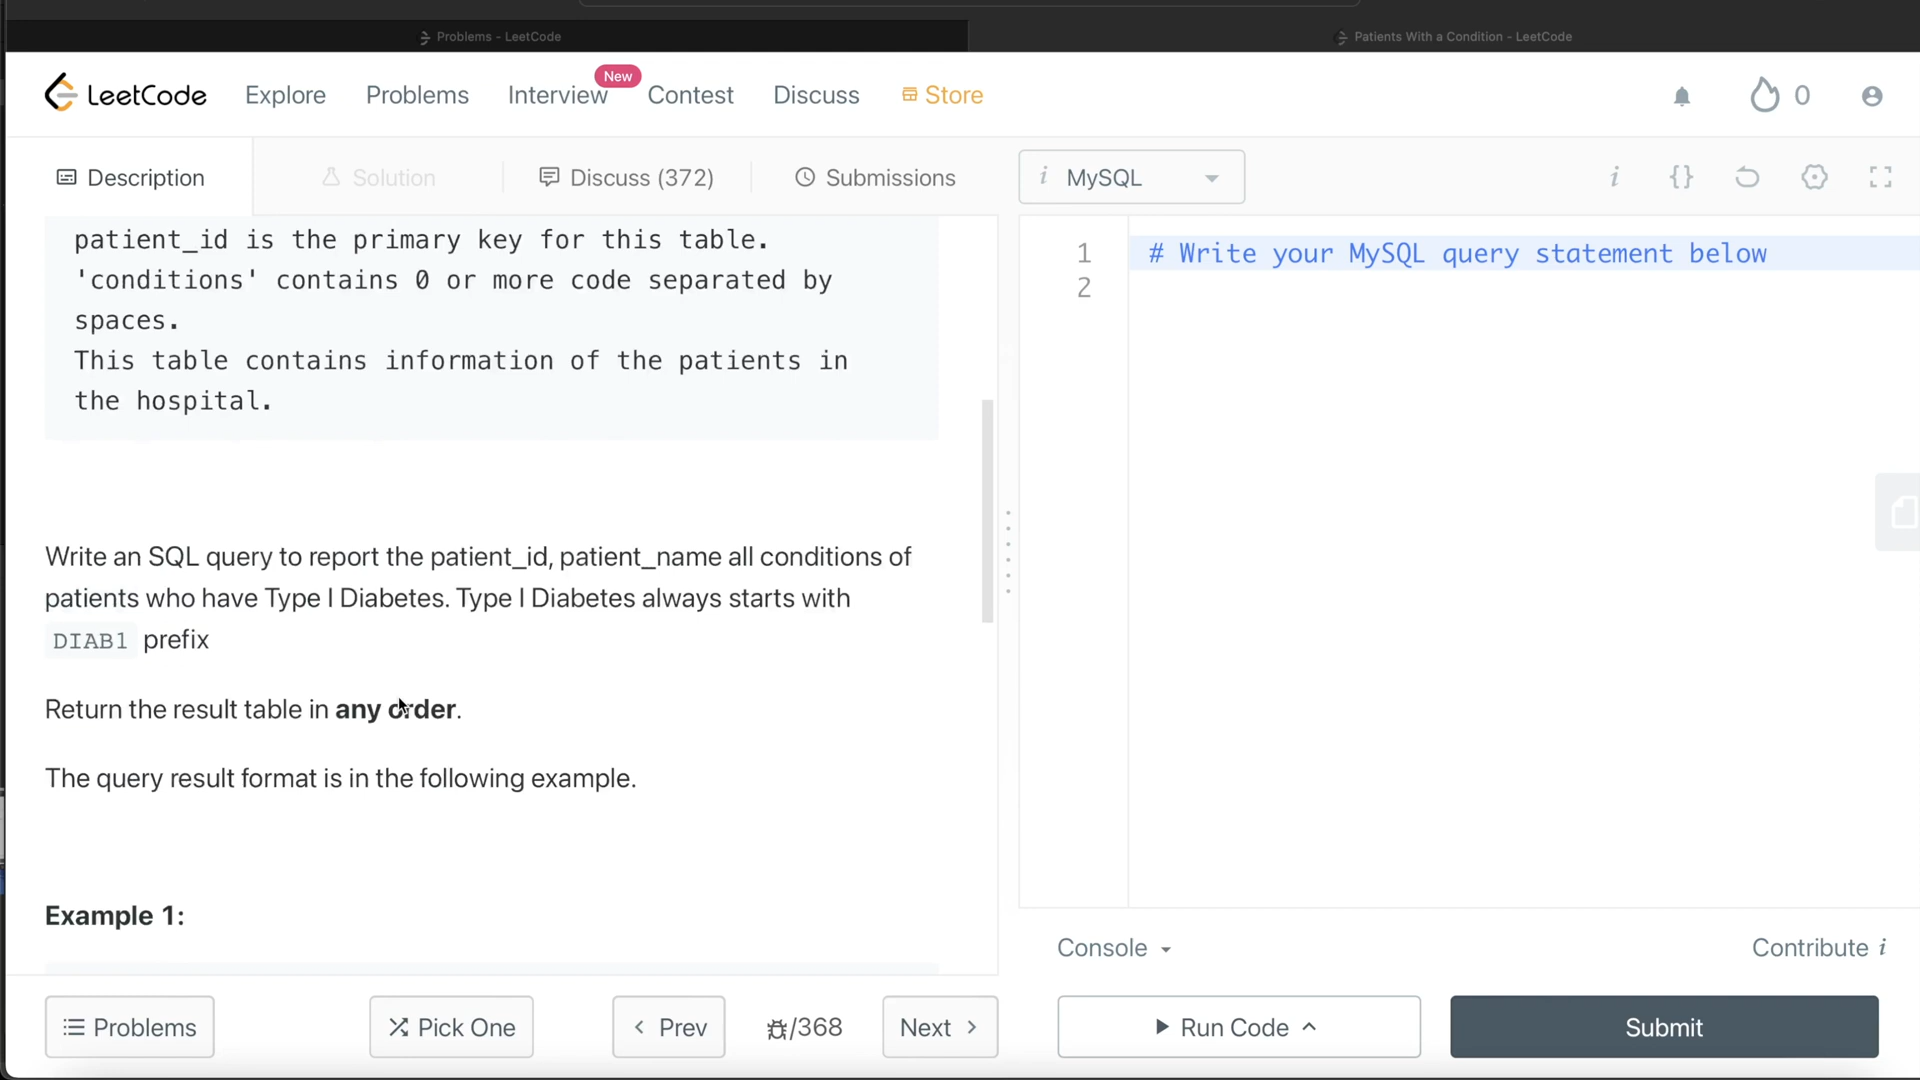 Problems - LeetCode
Patients With a Condition - LeetCode
LeetCode
Explore
Problems
Interview
New
Contest
Discuss
Store
0
Description
Solution
Discuss (372)
Submissions
i MySQL
i
{}
patient_id is the primary key for this table.
'conditions' contains 0 or more code separated by
spaces.
This table contains information of the patients in
the hospital.
Write an SQL query to report the patient_id, patient_name all conditions of
patients who have Type I Diabetes. Type I Diabetes always starts with
DIAB1 prefix
Return the result table in any order.
The query result format is in the following example.
Example 1:
1 # Write your MySQL query statement below
2
Console
Contribute i
Problems
Pick One
Prev
/368
Next
Run Code
Submit